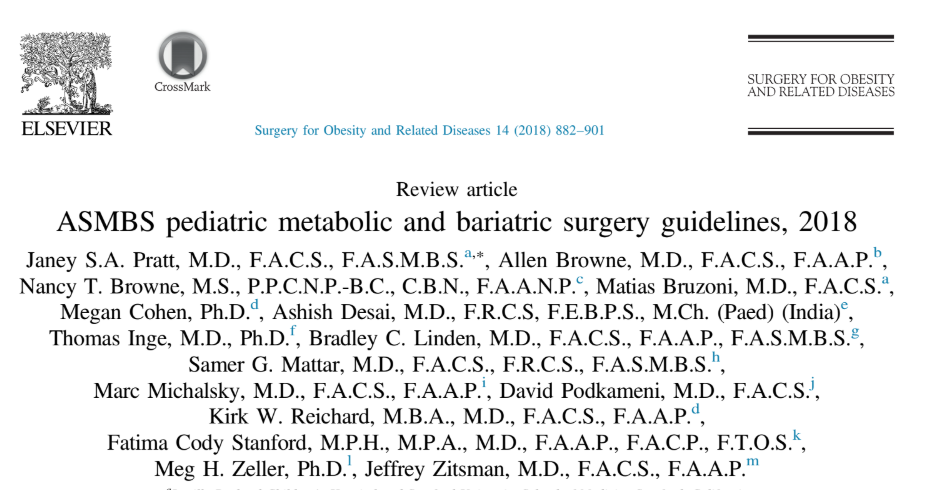 ELSEVIER
CrossMark
SURGERY FOR OBESITY
AND RELATED DISEASES
Surgery for Obesity and Related Diseases 14 (2018) 882–901
Review article
ASMBS pediatric metabolic and bariatric surgery guidelines, 2018
Janey S.A. Pratt, M.D., F.A.C.S., F.A.S.M.B.S.a,*, Allen Browne, M.D., F.A.C.S., F.A.A.P.b,
Nancy T. Browne, M.S., P.P.C.N.P.-B.C., C.B.N., F.A.A.N.P.c, Matias Bruzoni, M.D., F.A.C.S.a,
Megan Cohen, Ph.D.d, Ashish Desai, M.D., F.R.C.S, F.E.B.P.S., M.Ch. (Paed) (India)e,
Thomas Inge, M.D., Ph.D.f, Bradley C. Linden, M.D., F.A.C.S., F.A.A.P., F.A.S.M.B.S.g,
Samer G. Mattar, M.D., F.A.C.S., F.R.C.S., F.A.S.M.B.S.h,
Marc Michalsky, M.D., F.A.C.S., F.A.A.P.i, David Podkameni, M.D., F.A.C.S.j,
Kirk W. Reichard, M.B.A., M.D., F.A.C.S., F.A.A.P.d,
Fatima Cody Stanford, M.P.H., M.P.A., M.D., F.A.A.P., F.A.C.P., F.T.O.S.k,
Meg H. Zeller, Ph.D.l, Jeffrey Zitsman, M.D., F.A.C.S., F.A.A.P.m